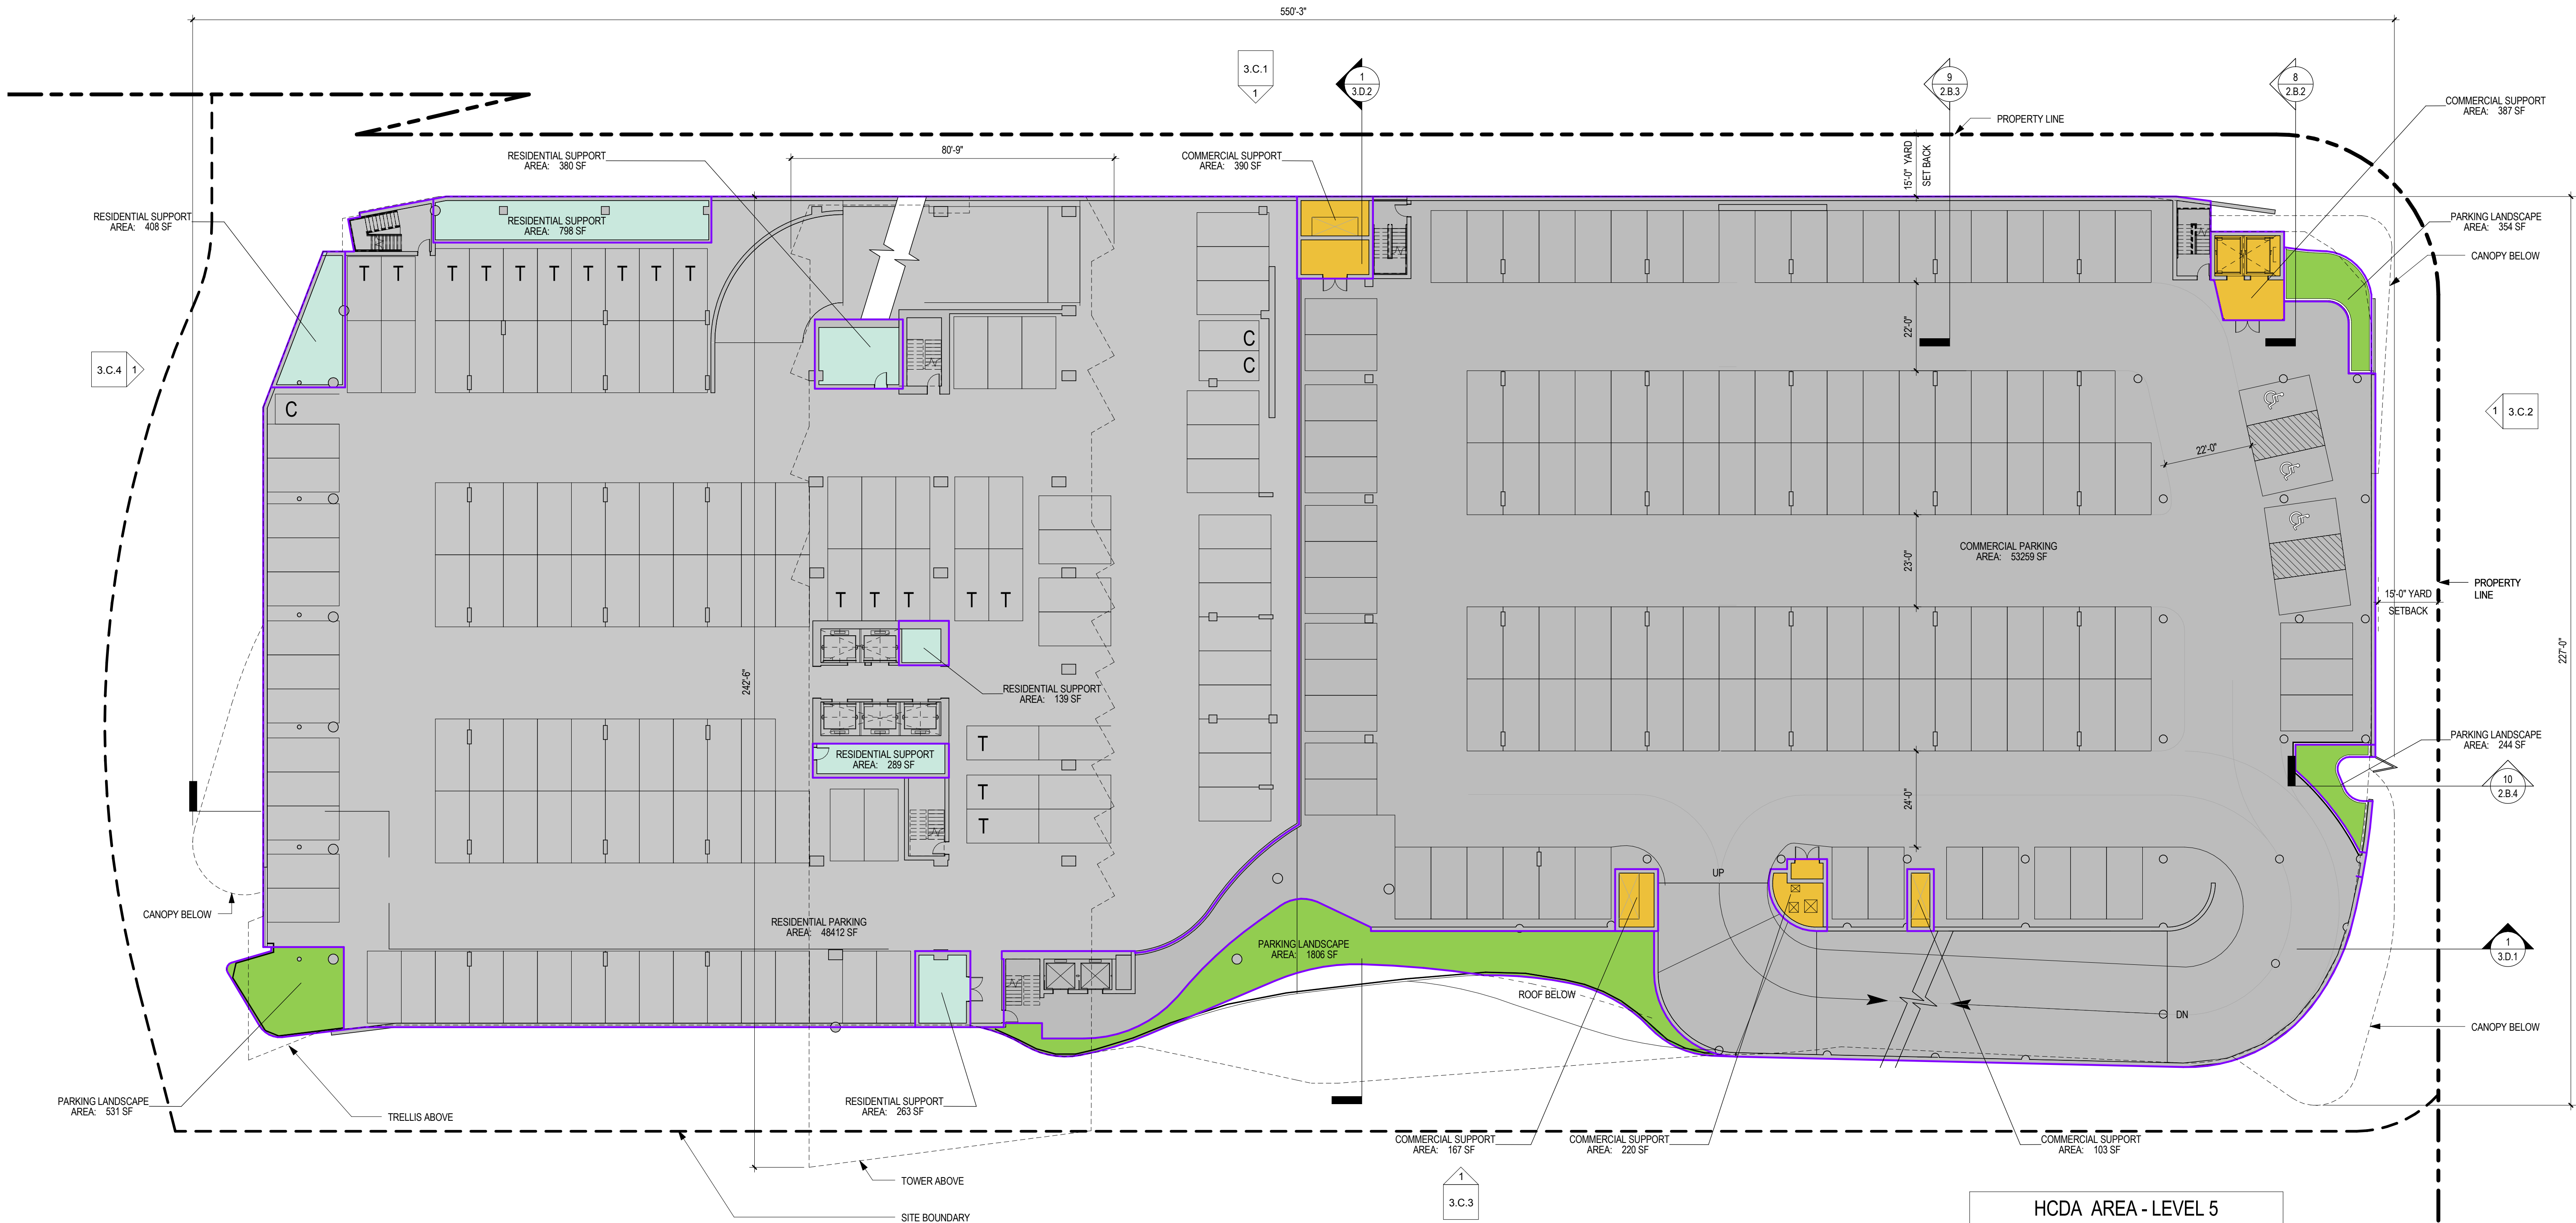 550'-3"
3.C.1
1
1
3.D.2
9
2.B.3
8
2.B.2
COMMERCIAL SUPPORT
AREA: 387 SF
PROPERTY LINE
RESIDENTIAL SUPPORT
AREA: 380 SF
80'-9"
COMMERCIAL SUPPORT
AREA: 390 SF
15'-0" YARD
SET BACK
RESIDENTIAL SUPPORT
AREA: 408 SF
RESIDENTIAL SUPPORT
AREA: 798 SF
PARKING LANDSCAPE
AREA: 354 SF
CANOPY BELOW
T T T T T T T T T T
22'-0"
C
C
3.C.4 1
C
1 3.C.2
22'-0"
COMMERCIAL PARKING
AREA: 53259 SF
23'-0"
T T T T T
PROPERTY
LINE
15'-0" YARD
SETBACK
227'-0"
242'-6"
RESIDENTIAL SUPPORT
AREA: 139 SF
T
RESIDENTIAL SUPPORT
AREA: 289 SF
T
T
PARKING LANDSCAPE
AREA: 244 SF
10
2.B.4
24'-0"
UP
CANOPY BELOW
RESIDENTIAL PARKING
AREA: 48412 SF
PARKING LANDSCAPE
AREA: 1806 SF
1
3.D.1
ROOF BELOW
DN
CANOPY BELOW
PARKING LANDSCAPE
AREA: 531 SF
TRELLIS ABOVE
RESIDENTIAL SUPPORT
AREA: 263 SF
COMMERCIAL SUPPORT
AREA: 167 SF
COMMERCIAL SUPPORT
AREA: 220 SF
COMMERCIAL SUPPORT
AREA: 103 SF
TOWER ABOVE
1
3.C.3
SITE BOUNDARY
HCDA AREA - LEVEL 5